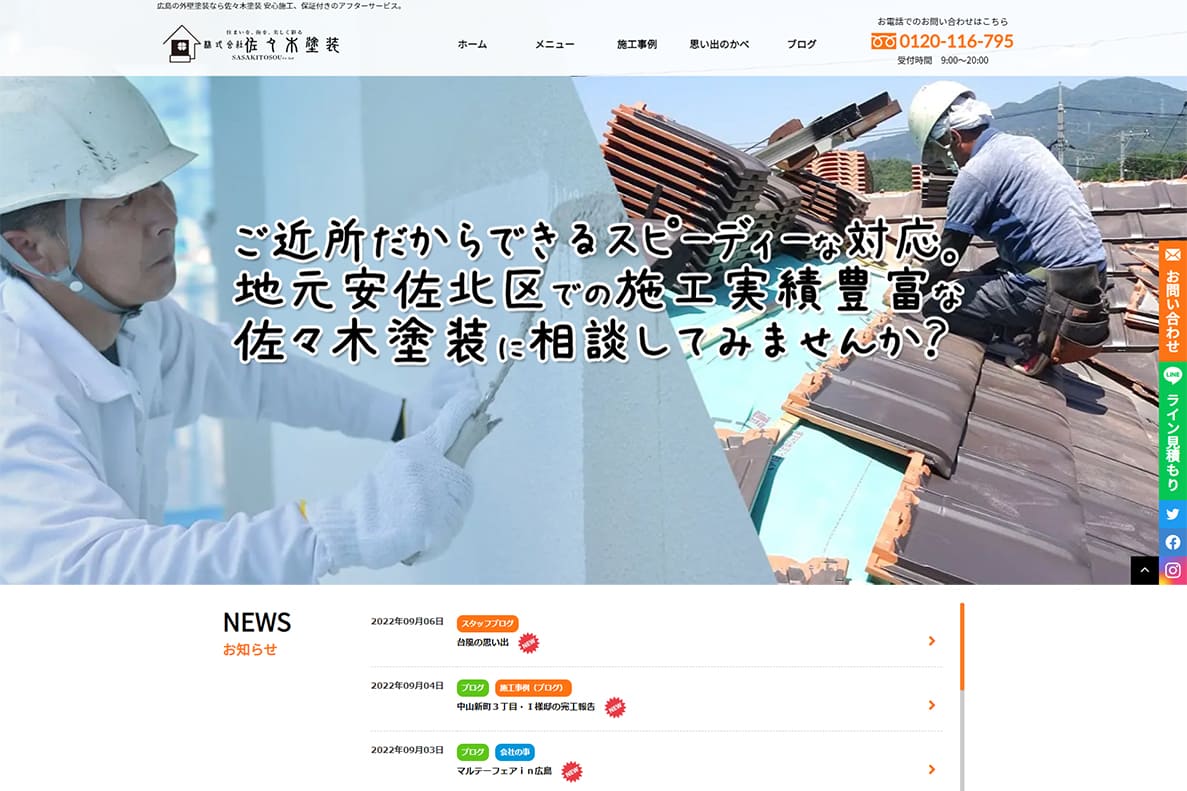 広島の外壁塗装なら佐々木塗装 安心施工、保証付きのアフターサービス。
住まいを、街を、美しく彩る
株式会社佐々木塗装
SASAKITOSOU co.,ltd
ホーム
メニュー
施工事例
思い出のかべ
ブログ
お電話でのお問い合わせはこちら
0120-116-795
受付時間 9:00〜20:00
ご近所だからできるスピーディーな対応。
地元安佐北区での施工実績豊富な
佐々木塗装に相談してみませんか?
お問い合わせ
LINE
ライン見積もり
NEWS
お知らせ
2022年09月06日
スタッフブログ
台風の思い出 NEW
2022年09月04日
ブログ 施工事例（ブログ）
中山新町３丁目・Ｉ様邸の完工報告 NEW
2022年09月03日
ブログ 会社の事
マルテーフェアｉｎ広島 NEW